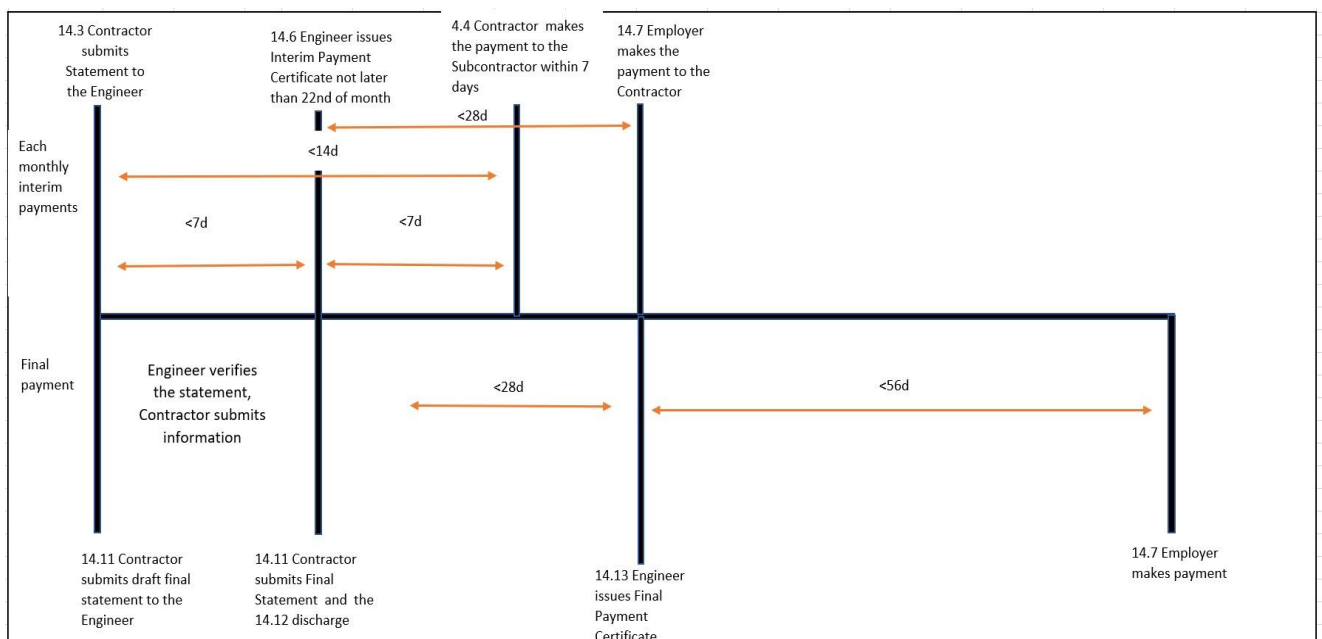 14.3 Contractor
submits
Statement to
the Engineer
14.6 Engineer issues
Interim Payment
Certificate not later
than 22nd of month
4.4 Contractor makes
the payment to the
Subcontractor within 7
days
14.7 Employer
makes the
payment to the
Contractor
<28d
Each
monthly
interim
payments
<14d
<7d
<7d
Final
payment
Engineer verifies
the statement,
Contractor submits
information
<28d
<56d
14.11 Contractor
submits draft final
statement to the
Engineer
14.11 Contractor
submits Final
Statement and the
14.12 discharge
14.13 Engineer
issues Final
Payment
Certificate
14.7 Employer
makes payment